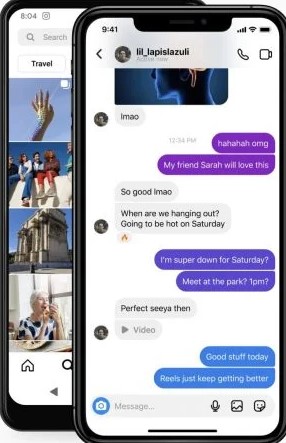 8:04
Search
Travel
9:41
lil_lapislazuli
Active now
lmao
12:34 PM
hahahah omg
My friend Sarah will love this
So good lmao
When are we hanging out?
Going to be hot on Saturday
I'm super down for Saturday?
Meet at the park? 1pm?
Perfect seeya then
Video
Good stuff today
Reels just keep getting better
Message...